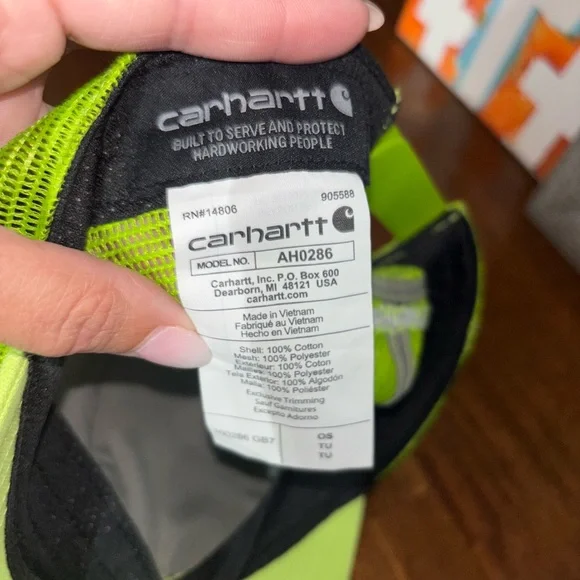 carhartt
BUILT TO SERVE AND PROTECT
HARDWORKING PEOPLE
RN#14806 905588
carhartt
MODEL NO. AH0286
Carhartt, Inc. P.O. Box 600
Dearborn, MI 48121 USA
carhartt.com
Made in Vietnam
Fabriqué au Vietnam
Hecho en Vietnam
Shell: 100% Cotton
Mesh: 100% Polyester
Exterieur: 100% Coton
Mailles: 100% Polyester
Tela Exterior: 100% Algodón
Malla: 100% Poliéster
Exclusive Trimming
Sauf Garnitures
Excepto Adorno
GB7 OS
TU
TU